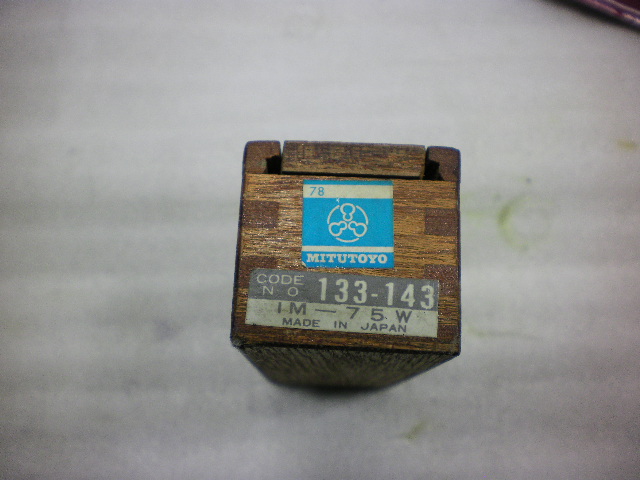 78
MITUTOYO
CODE
NO 133-143
IM-75W
MADE IN JAPAN